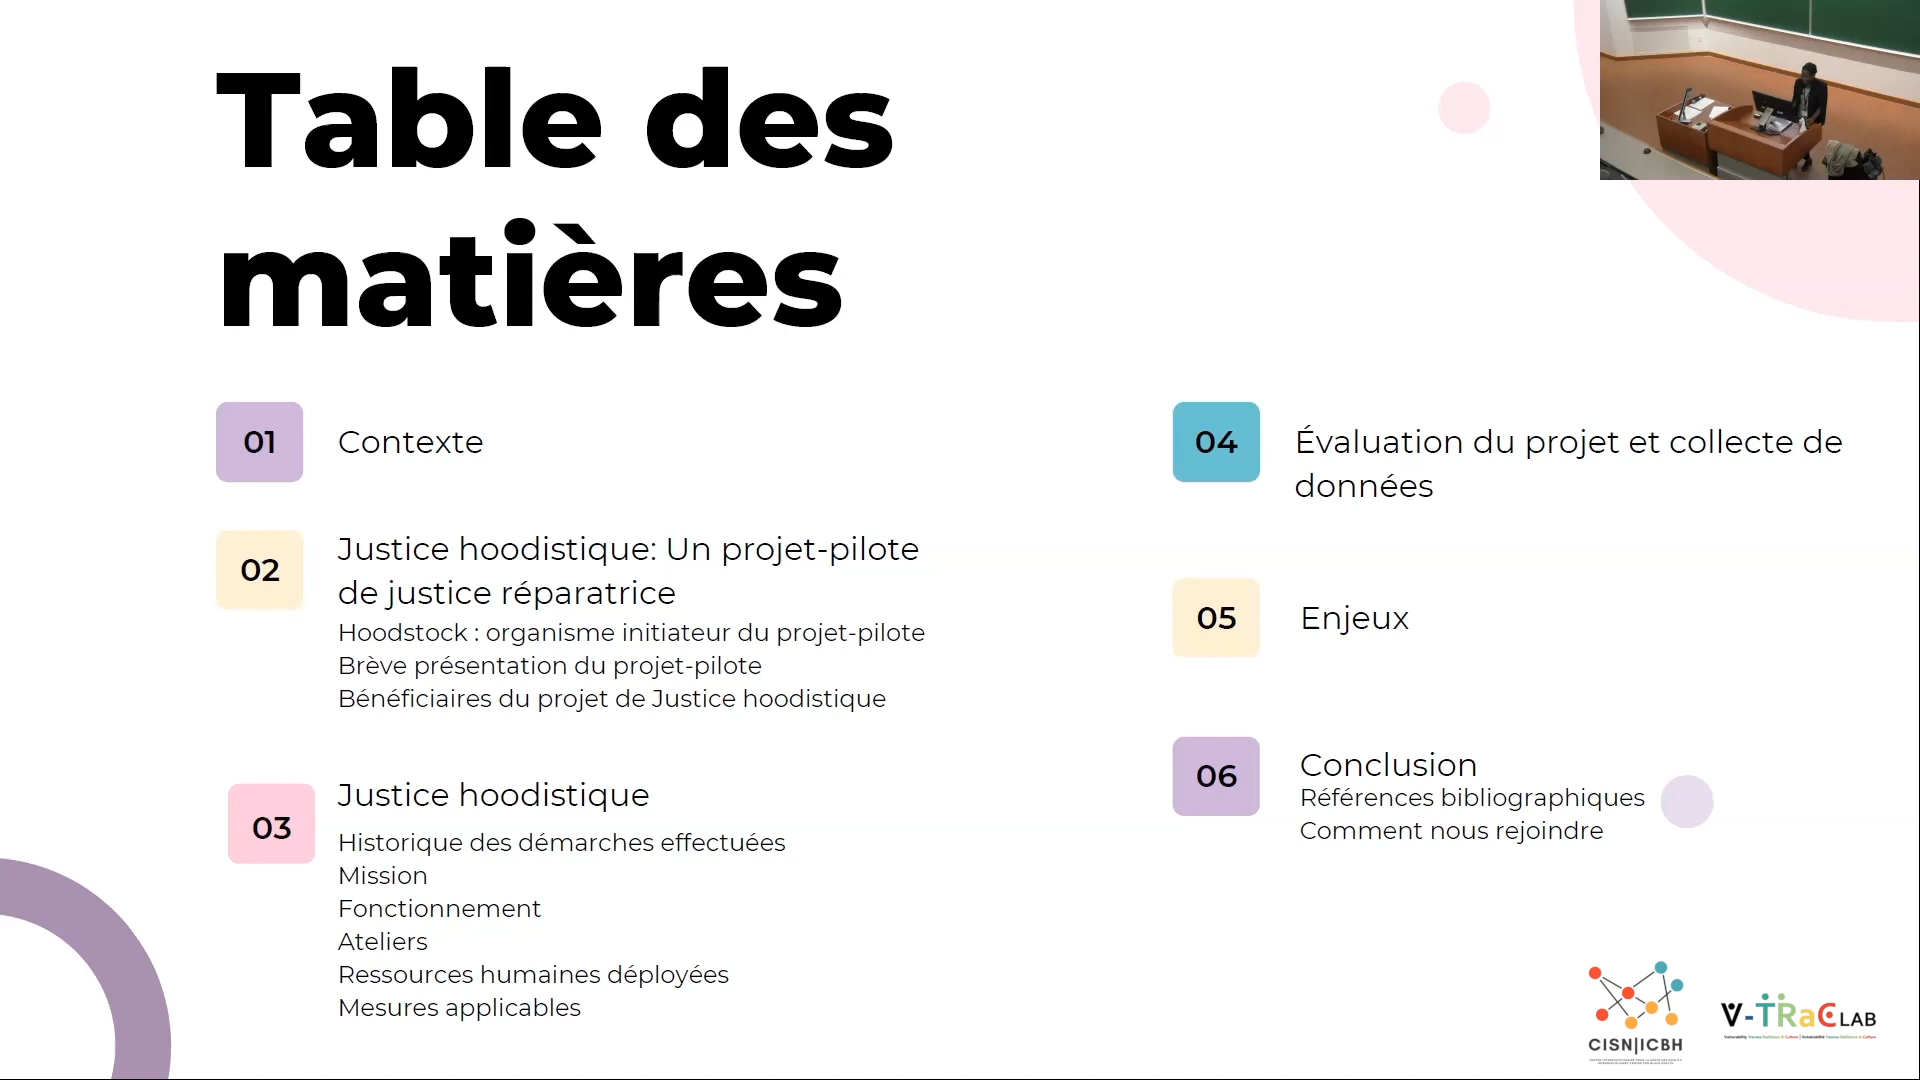 Table des
matières
01
Contexte
02
Justice hoodistique: Un projet-pilote
de justice réparatrice
Hoodstock : organisme initiateur du projet-pilote
Brève présentation du projet-pilote
Bénéficiaires du projet de Justice hoodistique
03
Justice hoodistique
Historique des démarches effectuées
Mission
Fonctionnement
Ateliers
Ressources humaines déployées
Mesures applicables
04
Évaluation du projet et collecte de
données
05
Enjeux
06
Conclusion
Références bibliographiques
Comment nous rejoindre
CISN|ICBH
V-TRaC LAB